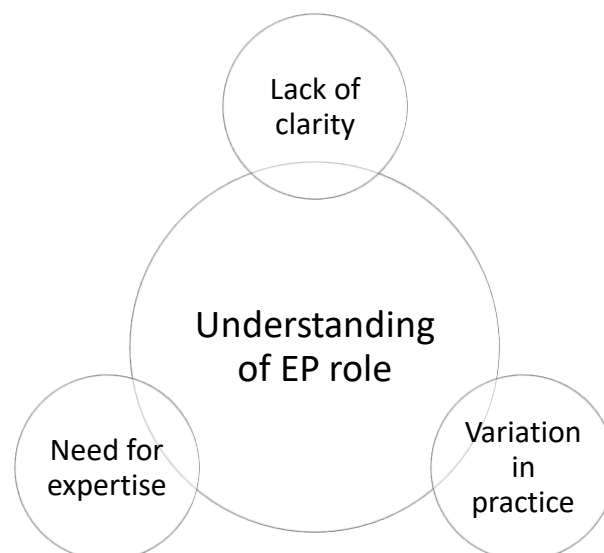 Lack of
clarity
Understanding
of EP role
Need for
expertise
Variation
in
practice